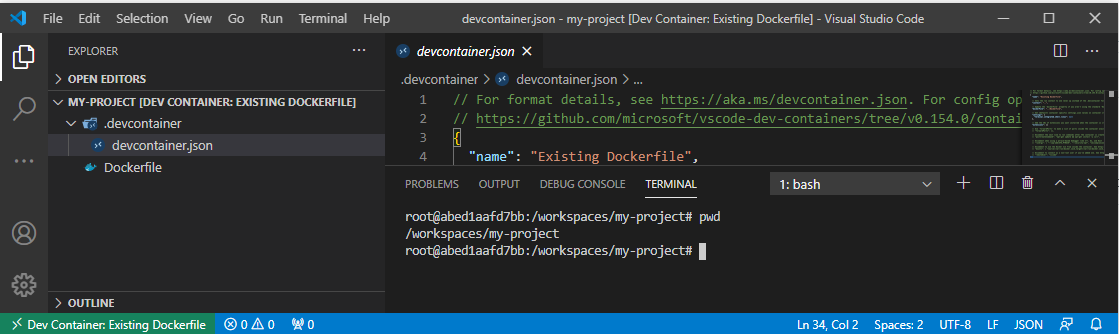 File Edit Selection View Go Run Terminal Help devcontainer.json - my-project [Dev Container: Existing Dockerfile] - Visual Studio Code
EXPLORER
OPEN EDITORS
MY-PROJECT [DEV CONTAINER: EXISTING DOCKERFILE]
.devcontainer
devcontainer.json
Dockerfile
OUTLINE
devcontainer.json
.devcontainer > devcontainer.json > ...
1 // For format details, see https://aka.ms/devcontainer.json. For config op
2 // https://github.com/microsoft/vscode-dev-containers/tree/v0.154.0/contai
3 {
4 "name": "Existing Dockerfile",
PROBLEMS OUTPUT DEBUG CONSOLE TERMINAL 1: bash
root@abed1aafd7bb:/workspaces/my-project# pwd
/workspaces/my-project
root@abed1aafd7bb:/workspaces/my-project#
Dev Container: Existing Dockerfile 0 0 0 Ln 34, Col 2 Spaces: 2 UTF-8 LF JSON